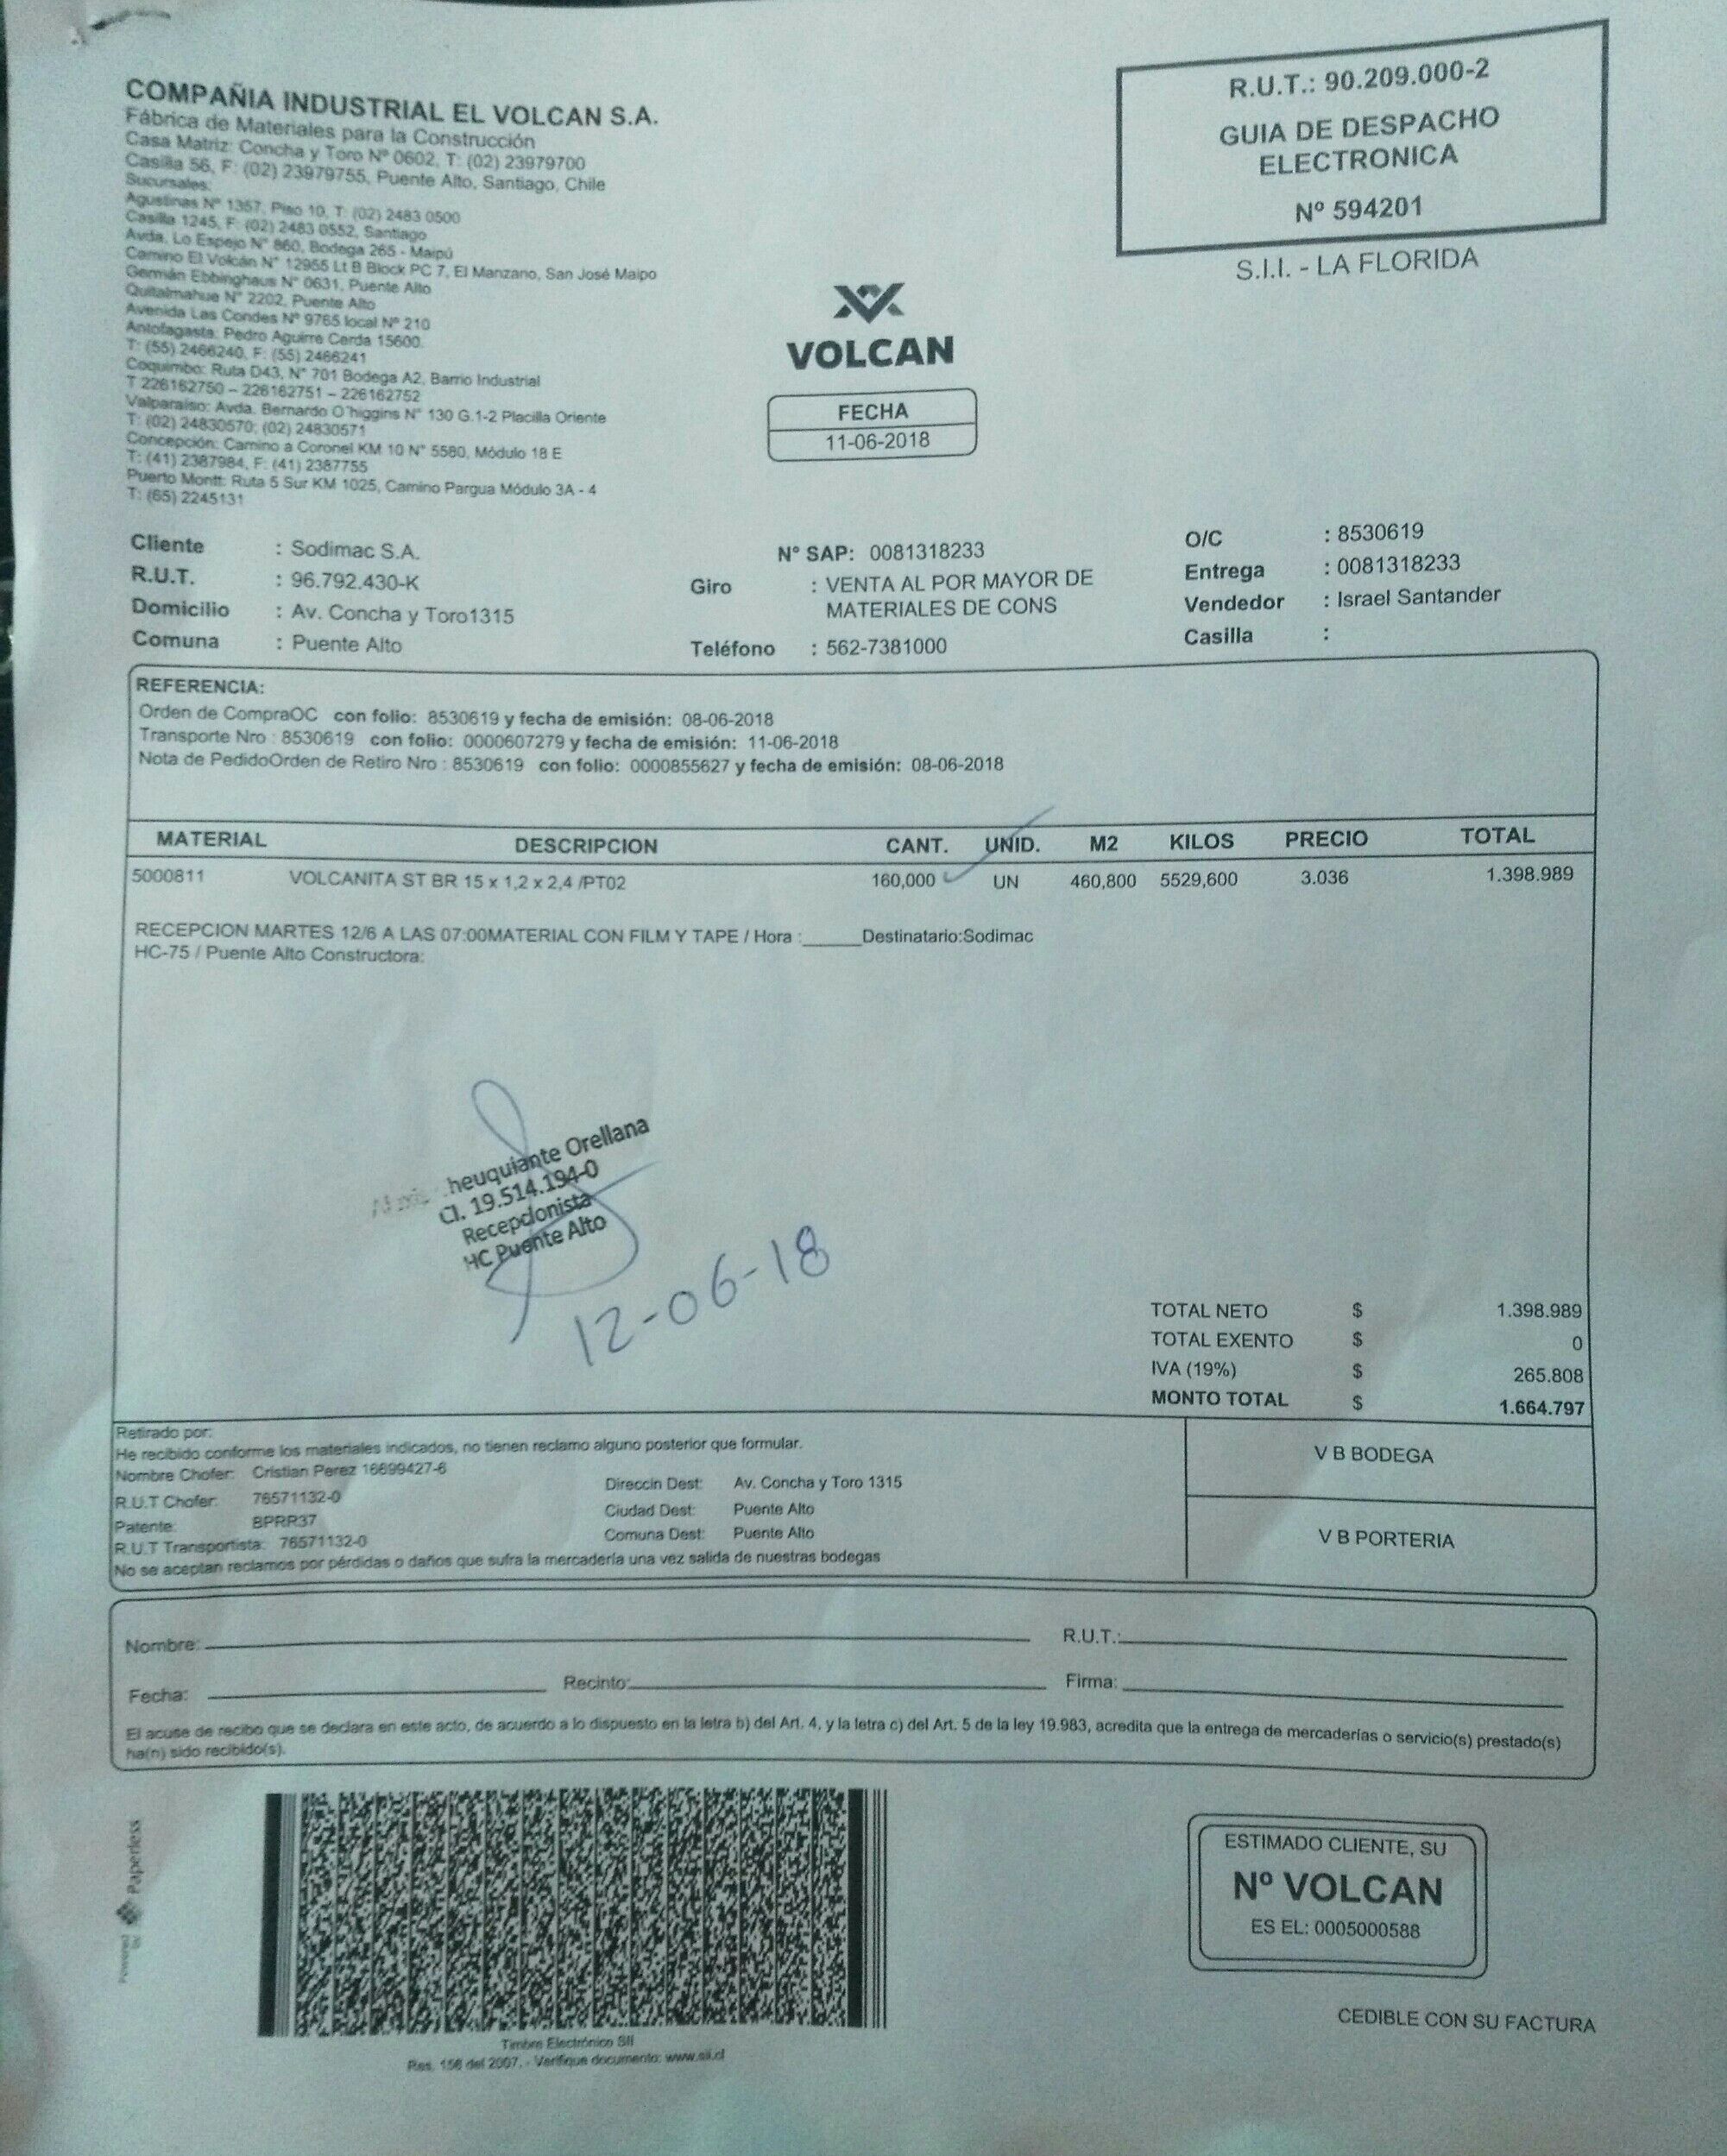 COMPAÑIA INDUSTRIAL EL VOLCAN S.A.
Fábrica de Materiales para la Construcción
Casa Matriz: Concha y Toro Nº 0602, T: (02) 23979700
Casilla 56, F: (02) 23979755, Puente Alto, Santiago, Chile
Sucursales:
Agustinas Nº 1357, Piso 10, T: (02) 2483 0500
Casilla 1245, F: (02) 2483 0552, Santiago
Avda. Lo Espejo N° 860, Bodega 265 - Maipú
Camino El Volcán N° 12955 Lt B Block PC 7, El Manzano, San José Maipo
Germán Ebbinghaus N° 0631, Puente Alto
Quitalmahue N° 2202, Puente Alto
Avenida Las Condes Nº 9765 local Nº 210
Antofagasta: Pedro Aguirre Cerda 15600.
T: (55) 2466240, F: (55) 2466241
Coquimbo: Ruta D43, N° 701 Bodega A2, Barrio Industrial
T 226162750 – 226162751 – 226162752
Valparaíso: Avda. Bernardo O'higgins N° 130 G.1-2 Placilla Oriente
T: (02) 24830570; (02) 24830571
Concepción: Camino a Coronel KM 10 N° 5580, Módulo 18 E
T: (41) 2387984, F: (41) 2387755
Puerto Montt: Ruta 5 Sur KM 1025, Camino Pargua Módulo 3A - 4
T: (65) 2245131
R.U.T.: 90.209.000-2
GUIA DE DESPACHO
ELECTRONICA
Nº 594201
S.I.I. - LA FLORIDA
VOLCAN
FECHA
11-06-2018
Cliente : Sodimac S.A. N° SAP: 0081318233 O/C : 8530619
R.U.T. : 96.792.430-K Giro : VENTA AL POR MAYOR DE Entrega : 0081318233
Domicilio : Av. Concha y Toro1315 MATERIALES DE CONS Vendedor : Israel Santander
Comuna : Puente Alto Teléfono : 562-7381000 Casilla :
REFERENCIA:
Orden de CompraOC con folio: 8530619 y fecha de emisión: 08-06-2018
Transporte Nro : 8530619 con folio: 0000607279 y fecha de emisión: 11-06-2018
Nota de PedidoOrden de Retiro Nro : 8530619 con folio: 0000855627 y fecha de emisión: 08-06-2018
MATERIAL DESCRIPCION CANT. UNID. M2 KILOS PRECIO TOTAL
5000811 VOLCANITA ST BR 15 x 1,2 x 2,4 /PT02 160,000 UN 460,800 5529,600 3.036 1.398.989
RECEPCION MARTES 12/6 A LAS 07:00MATERIAL CON FILM Y TAPE / Hora :______Destinatario:Sodimac
HC-75 / Puente Alto Constructora:
heuquiante Orellana
CI. 19.514.194-0
Recepcionista
HC Puente Alto
12-06-18
TOTAL NETO $ 1.398.989
TOTAL EXENTO $ 0
IVA (19%) $ 265.808
MONTO TOTAL $ 1.664.797
Retirado por:
He recibido conforme los materiales indicados, no tienen reclamo alguno posterior que formular.
Nombre Chofer: Cristian Perez 16699427-6 Direccin Dest: Av. Concha y Toro 1315
R.U.T Chofer: 76571132-0 Ciudad Dest: Puente Alto
Patente: BPRR37 Comuna Dest: Puente Alto
R.U.T Transportista: 76571132-0
No se aceptan reclamos por pérdidas o daños que sufra la mercadería una vez salida de nuestras bodegas
V B BODEGA
V B PORTERIA
Nombre: R.U.T.:
Fecha: Recinto: Firma:
El acuse de recibo que se declara en este acto, de acuerdo a lo dispuesto en la letra b) del Art. 4, y la letra c) del Art. 5 de la ley 19.983, acredita que la entrega de mercaderías o servicio(s) prestado(s)
ha(n) sido recibido(s).
Powered by Paperless
Timbre Electrónico SII
Res. 156 del 2007. - Verifique documento: www.sii.cl
ESTIMADO CLIENTE, SU
Nº VOLCAN
ES EL: 0005000588
CEDIBLE CON SU FACTURA